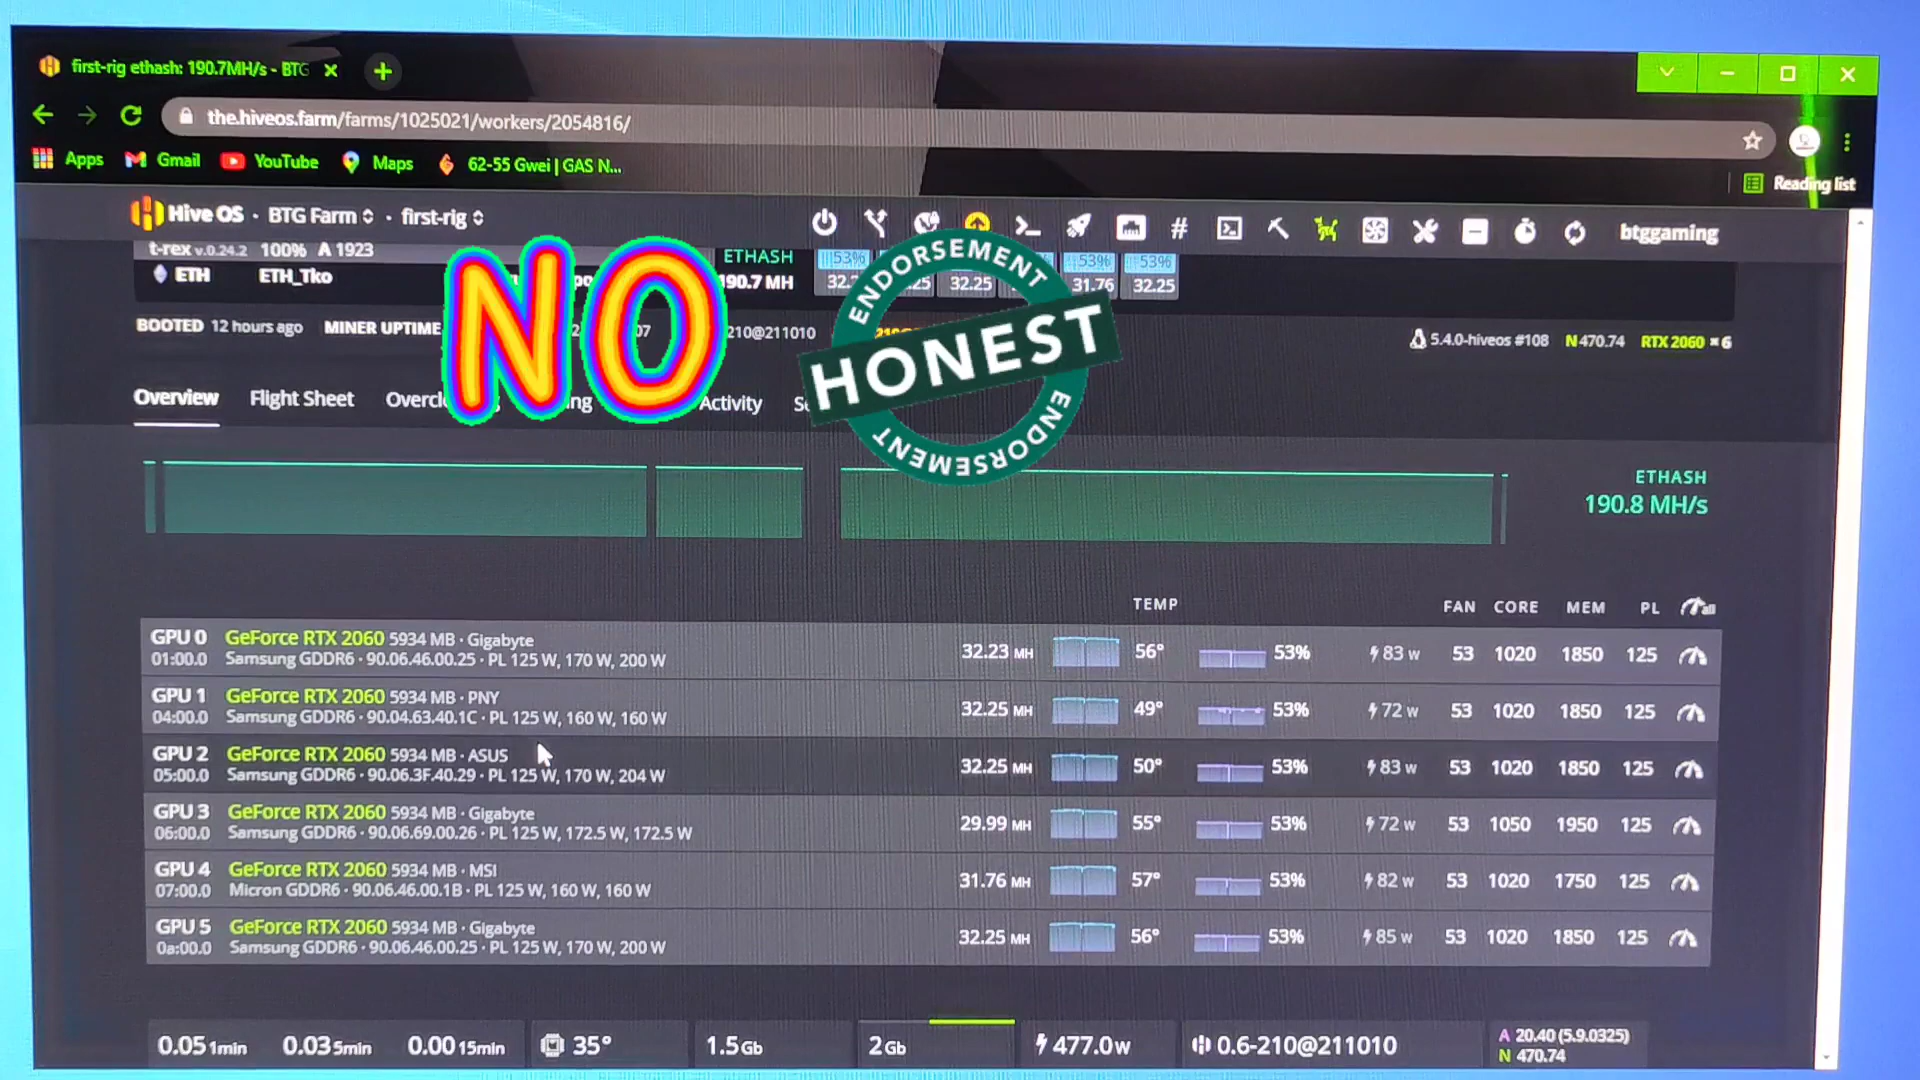 first-rig ethash: 190.7MH/s - BTG
the.hiveos.farm/farms/1025021/workers/2054816/
Apps Gmail YouTube Maps 62-55 Gwei | GAS N...
Reading list
Hive OS · BTG Farm · first-rig
btggaming
t-rex v.0.24.2 100% A 1923
ETHASH 53% 53% 53%
ETH ETH_Tko 190.7 MH 32.25 31.76 32.25
BOOTED 12 hours ago MINER UPTIME 07 210@211010
5.4.0-hiveos #108 N 470.74 RTX 2060 × 6
NO
ENDORSEMENT
HONEST
ENDORSEMENT
Overview Flight Sheet Overcl ng Activity
ETHASH
190.8 MH/s
TEMP FAN CORE MEM PL
GPU 0 GeForce RTX 2060 5934 MB · Gigabyte 32.23 MH 56° 53% 83 W 53 1020 1850 125
01:00.0 Samsung GDDR6 · 90.06.46.00.25 · PL 125 W, 170 W, 200 W
GPU 1 GeForce RTX 2060 5934 MB · PNY 32.25 MH 49° 53% 72 W 53 1020 1850 125
04:00.0 Samsung GDDR6 · 90.04.63.40.1C · PL 125 W, 160 W, 160 W
GPU 2 GeForce RTX 2060 5934 MB · ASUS 32.25 MH 50° 53% 83 W 53 1020 1850 125
05:00.0 Samsung GDDR6 · 90.06.3F.40.29 · PL 125 W, 170 W, 204 W
GPU 3 GeForce RTX 2060 5934 MB · Gigabyte 29.99 MH 55° 53% 72 W 53 1050 1950 125
06:00.0 Samsung GDDR6 · 90.06.69.00.26 · PL 125 W, 172.5 W, 172.5 W
GPU 4 GeForce RTX 2060 5934 MB · MSI 31.76 MH 57° 53% 82 W 53 1020 1750 125
07:00.0 Micron GDDR6 · 90.06.46.00.1B · PL 125 W, 160 W, 160 W
GPU 5 GeForce RTX 2060 5934 MB · Gigabyte 32.25 MH 56° 53% 85 W 53 1020 1850 125
0a:00.0 Samsung GDDR6 · 90.06.46.00.25 · PL 125 W, 170 W, 200 W
0.05 1min 0.03 5min 0.00 15min 35° 1.5Gb 2Gb 477.0W 0.6-210@211010
A 20.40 (5.9.0325)
N 470.74